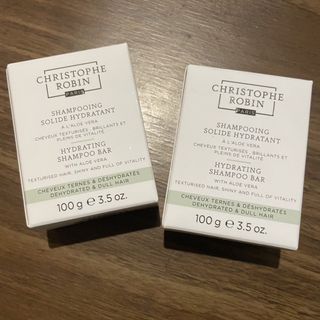 CHRISTOPHE
ROBIN
PARIS
SHAMPOOING
SOLIDE HYDRATANT
A L'ALOE VERA
CHEVEUX TEXTURISÉS, BRILLANTS ET
PLEINS DE VITALITÉ
HYDRATING
SHAMPOO BAR
WITH ALOE VERA
TEXTURISED HAIR, SHINY AND FULL OF VITALITY
CHEVEUX TERNES & DÉSHYDRATÉS
DEHYDRATED & DULL HAIR
100 g ℮ 3.5 oz.
CHRISTOPHE
ROBIN
PARIS
SHAMPOOING
SOLIDE HYDRATANT
A L'ALOE VERA
CHEVEUX TEXTURISÉS, BRILLANTS ET
PLEINS DE VITALITÉ
HYDRATING
SHAMPOO BAR
WITH ALOE VERA
TEXTURISED HAIR, SHINY AND FULL OF VITALITY
CHEVEUX TERNES & DÉSHYDRATÉS
DEHYDRATED & DULL HAIR
100 g ℮ 3.5 oz.